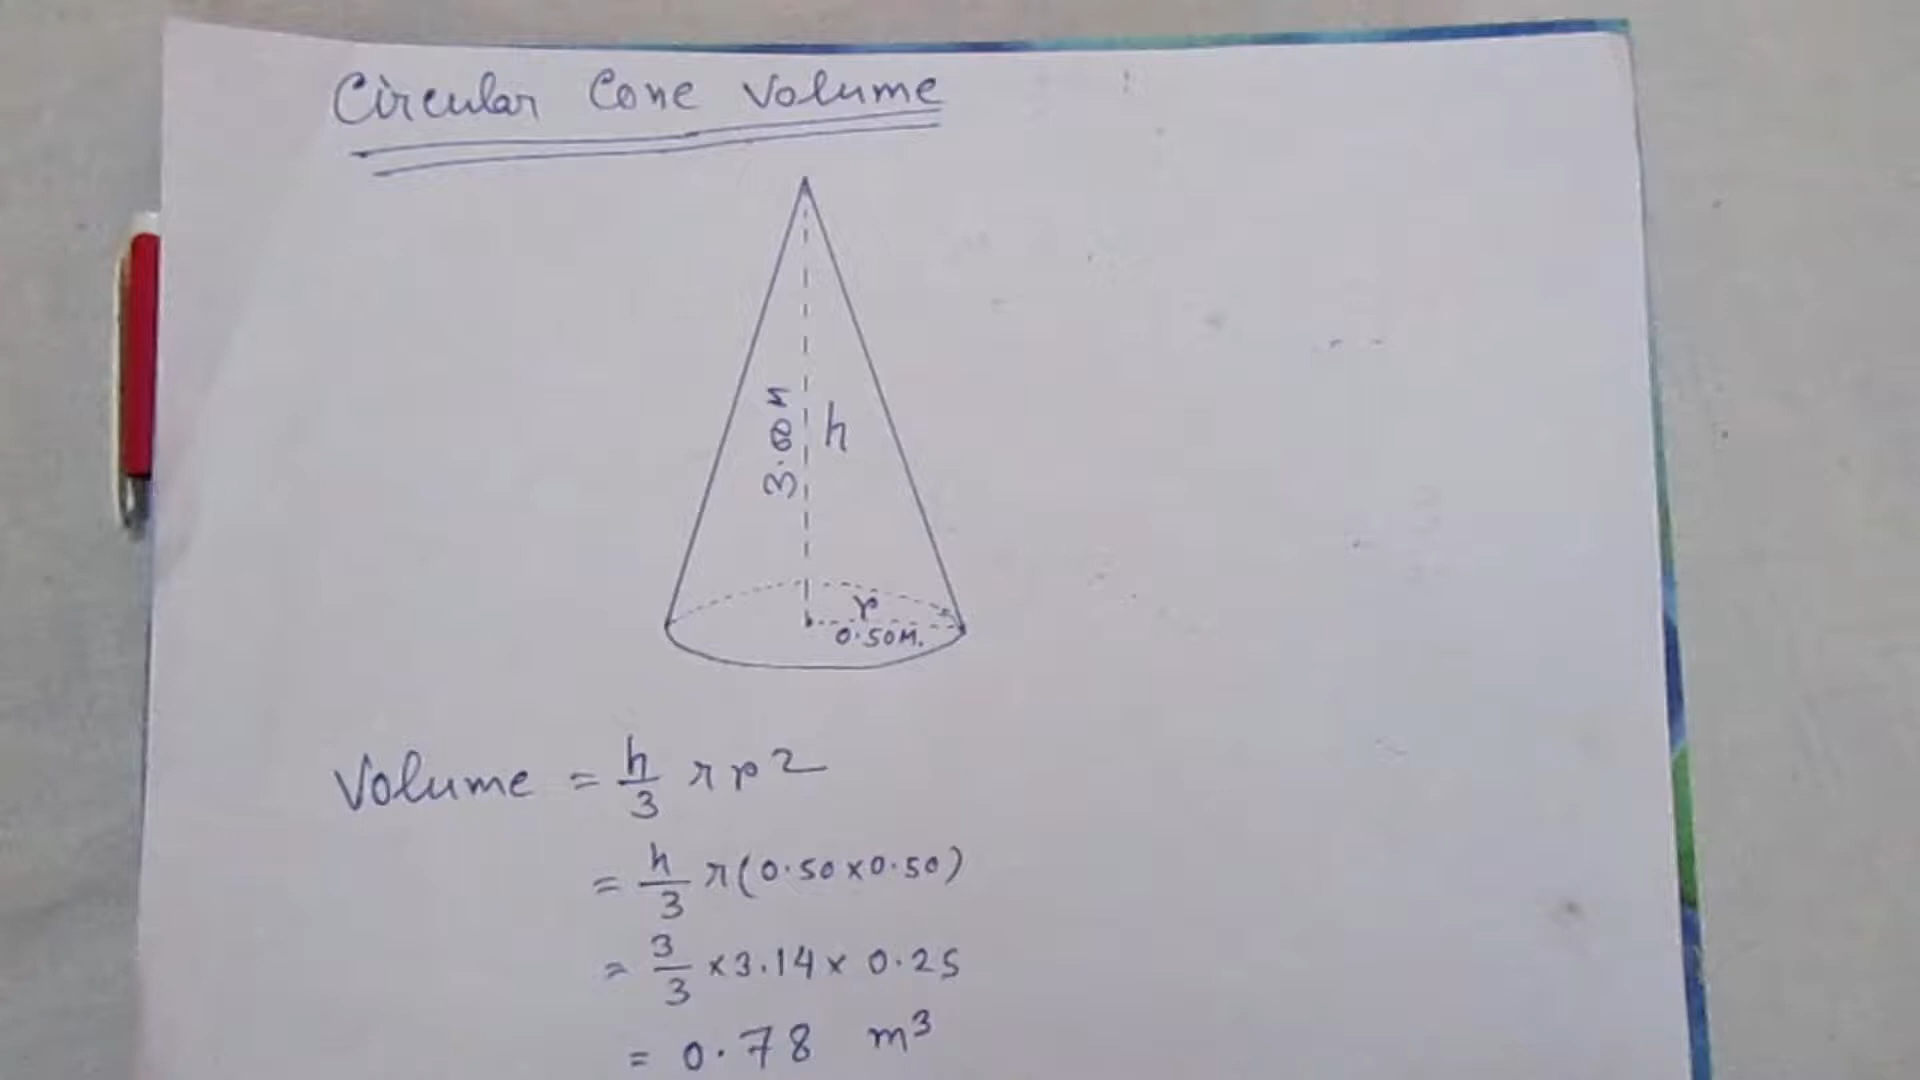 Circular Cone Volume
3.00M
h
r
0.50M.
Volume = h/3 π r2
= h/3 π (0.50×0.50)
= 3/3 ×3.14× 0.25
= 0.78 m³